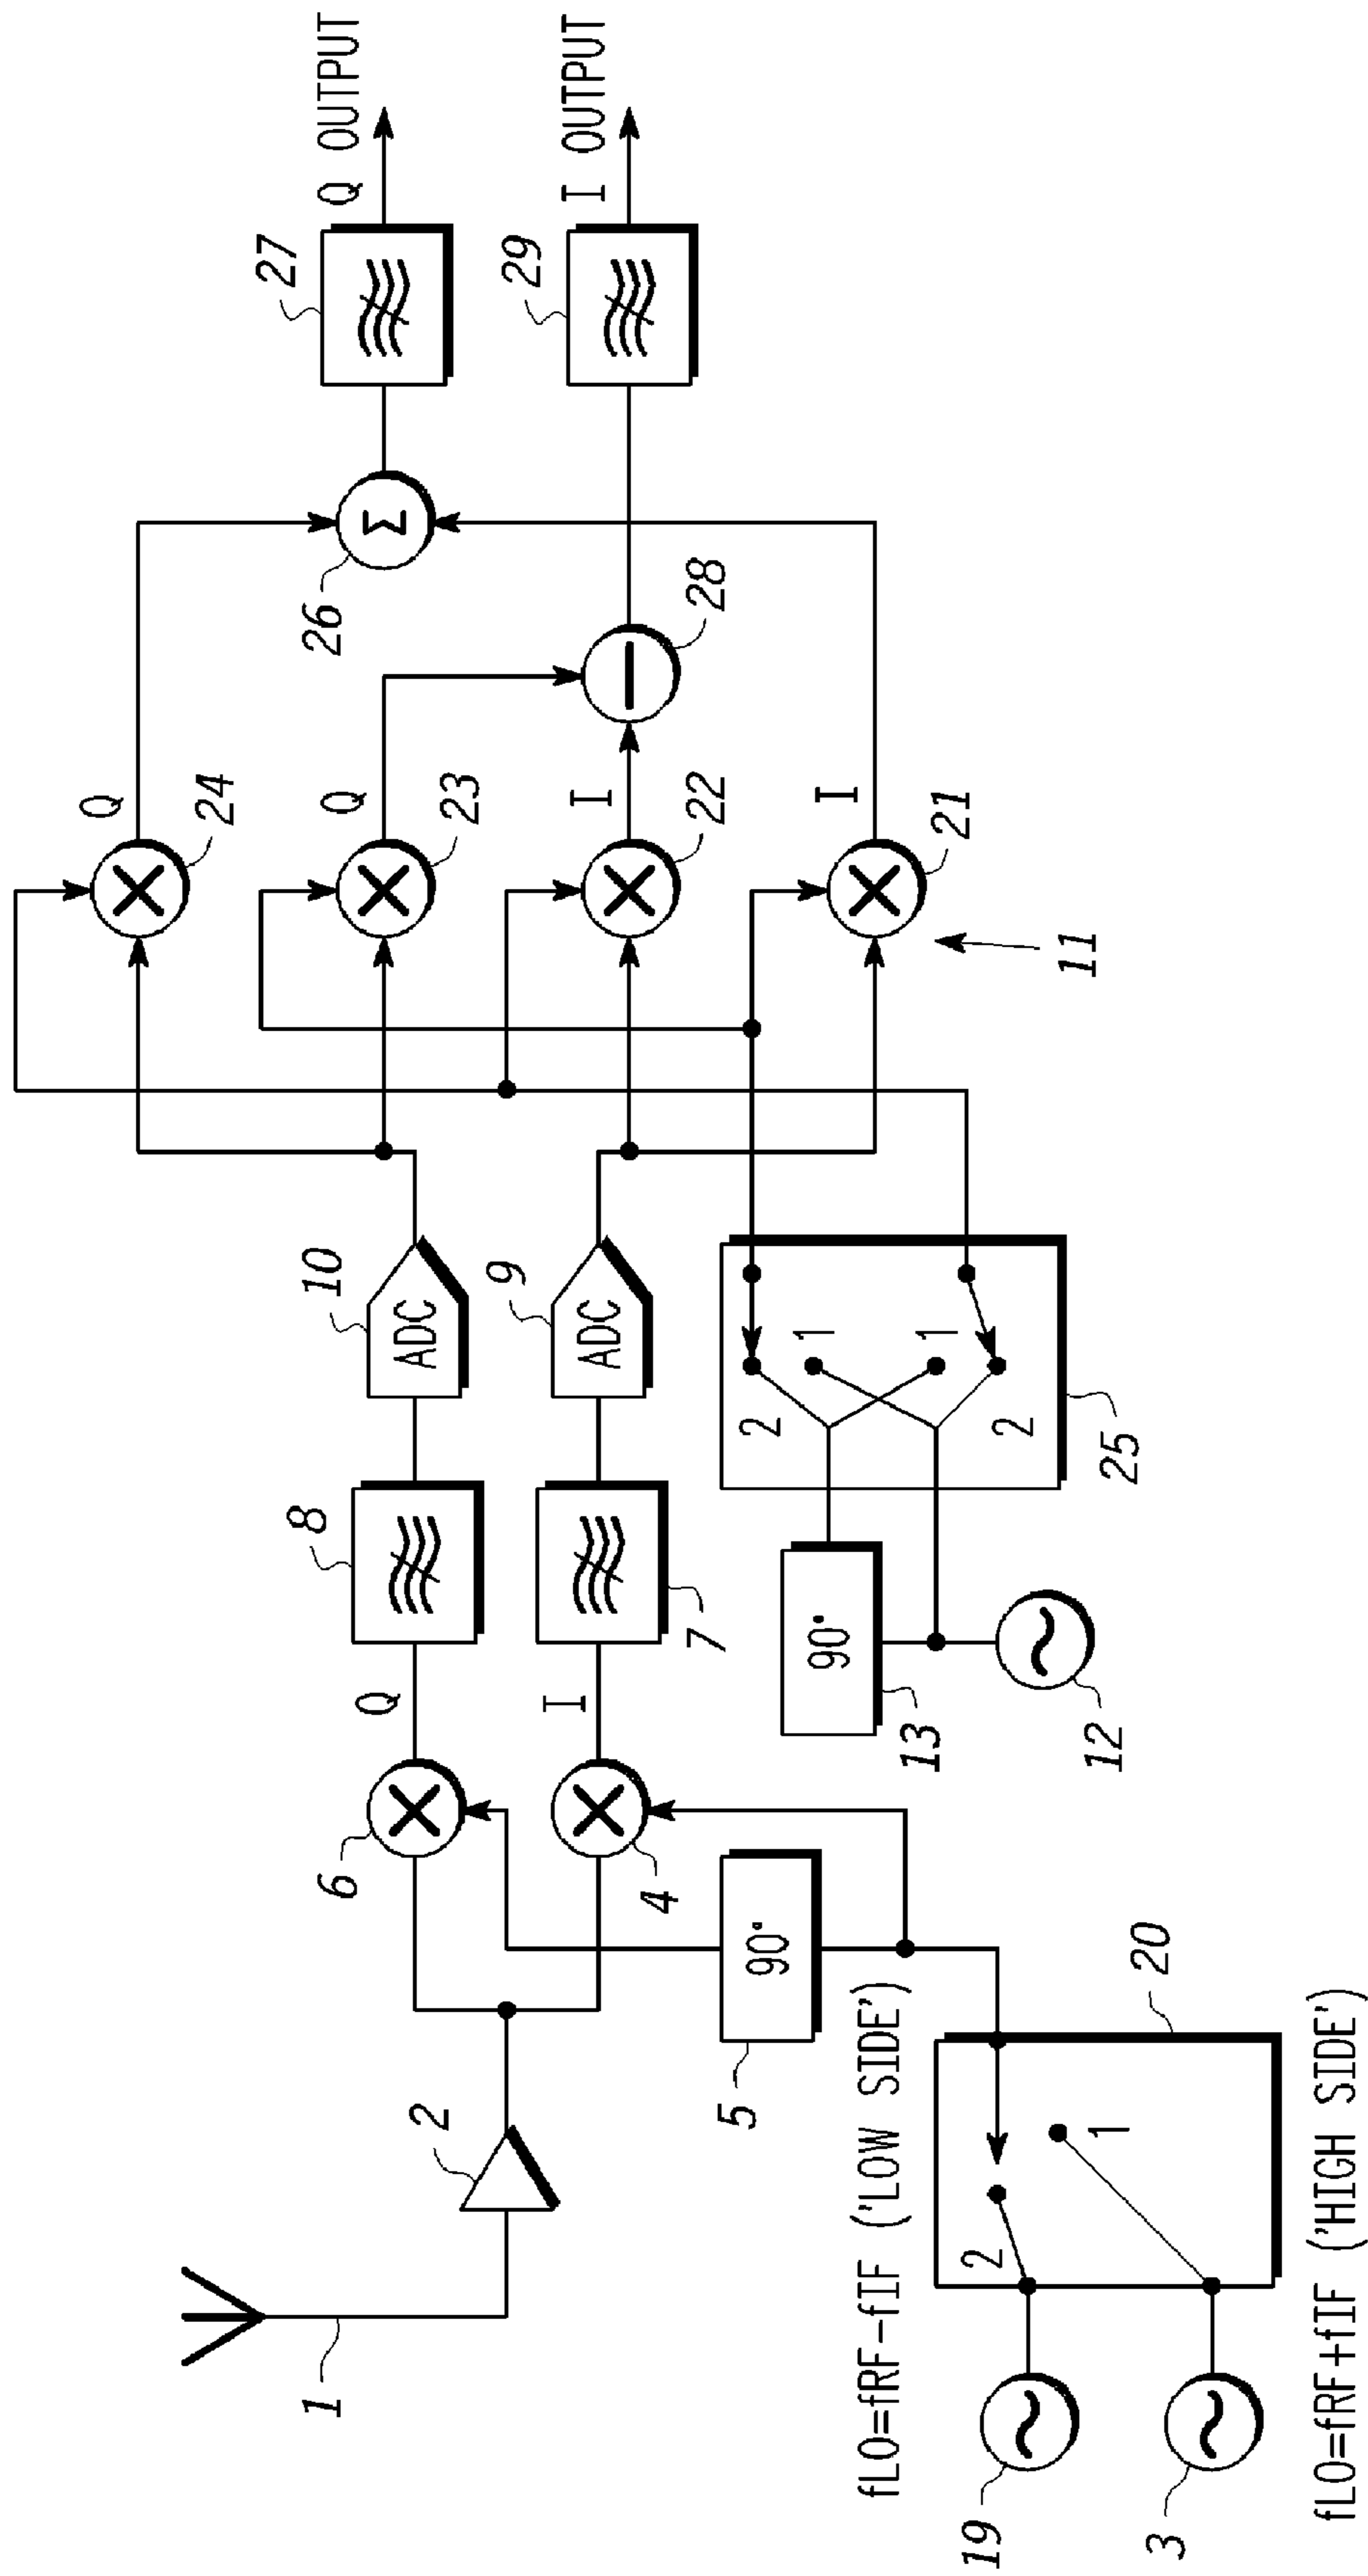 Q OUTPUT
I OUTPUT
27
29
26
Σ
28
Q
24
Q
23
I
22
I
21
11
10
ADC
9
ADC
2
1
1
2
25
8
7
90°
13
12
Q
I
6
4
90°
5
2
1
fLO=fRF-fIF ('LOW SIDE')
20
2
1
19
3
fLO=fRF+fIF ('HIGH SIDE')